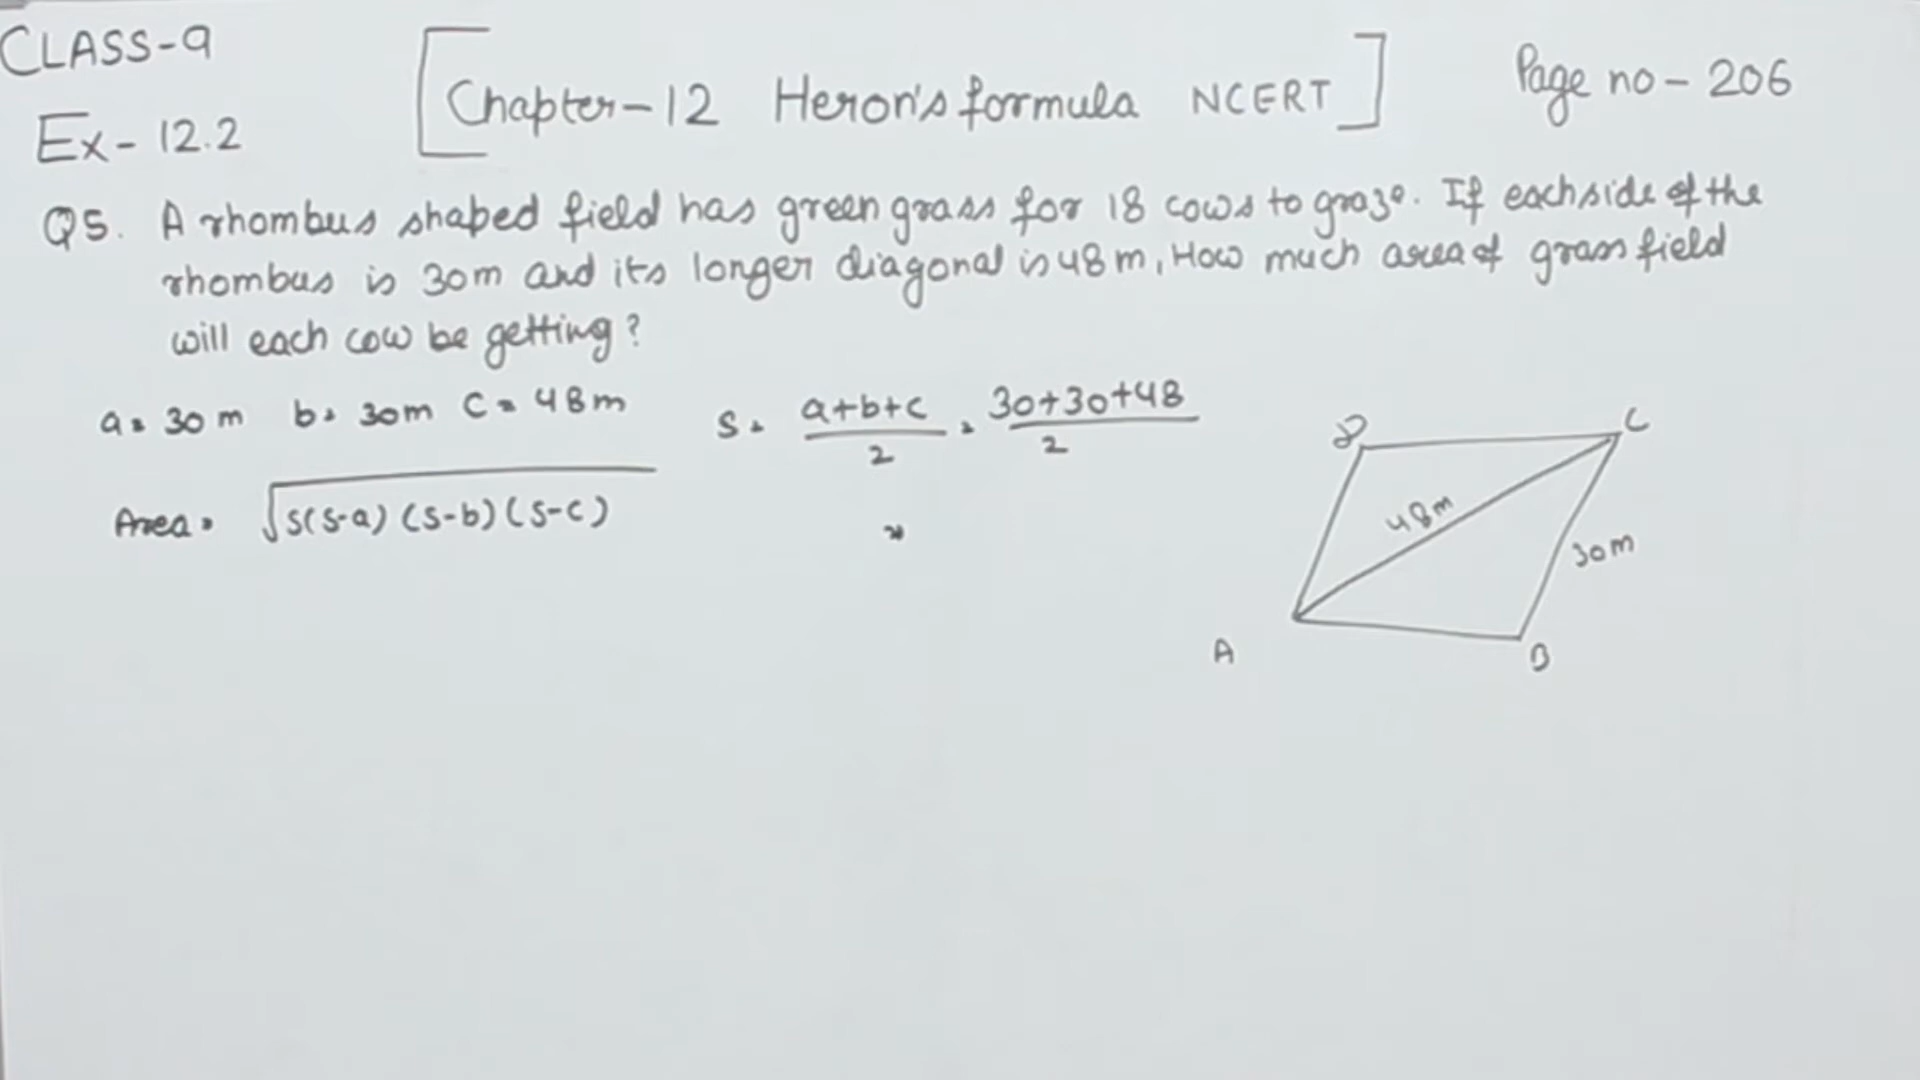 CLASS-9
Ex- 12.2
[Chapter-12 Heron's formula NCERT]
Page no - 206
Q5. A rhombus shaped field has green grass for 18 cows to graze. If each side of the
rhombus is 30m and its longer diagonal is 48m, How much area of grass field
will each cow be getting?
a = 30 m b = 30m C = 48m
S = a+b+c/2 = 30+30+48/2
Area = √s(s-a) (s-b) (s-c)
=
D
C
48m
30m
A
B